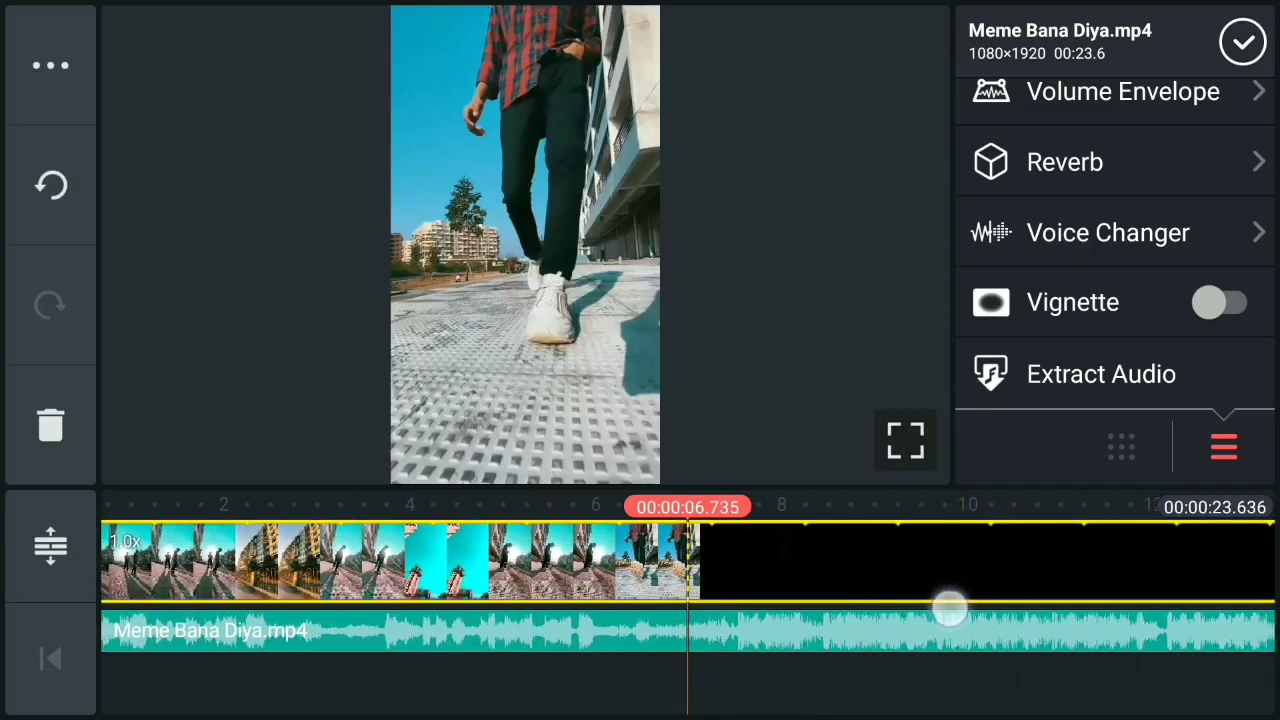 Meme Bana Diya.mp4
1080×1920 00:23.6
Volume Envelope
Reverb
Voice Changer
Vignette
Extract Audio
2 4 6 00:00:06.735 8 10 12 00:00:23.636
1.0x
Meme Bana Diya.mp4